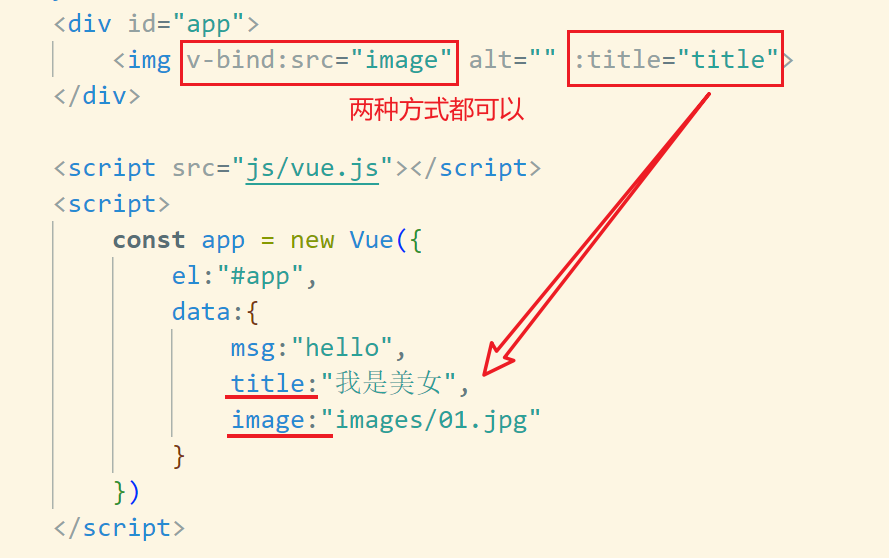 <div id="app">
<img v-bind:src="image" alt="" :title="title">
</div>
两种方式都可以
<script src="js/vue.js"></script>
<script>
const app = new Vue({
el:"#app",
data:{
msg:"hello",
title:"我是美女",
image:"images/01.jpg"
}
})
</script>